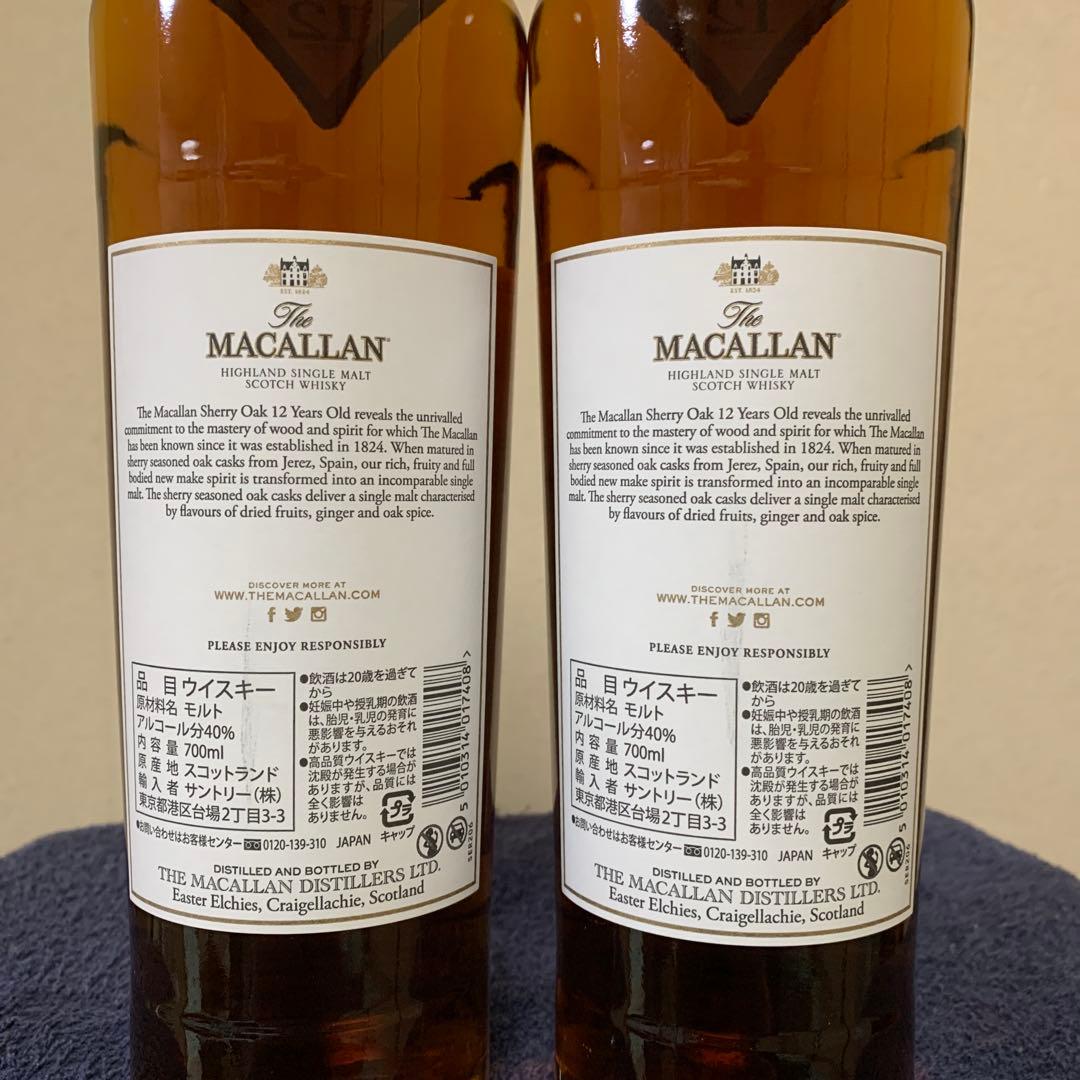 EST. 1824
The
MACALLAN
HIGHLAND SINGLE MALT
SCOTCH WHISKY
The Macallan Sherry Oak 12 Years Old reveals the unrivalled
commitment to the mastery of wood and spirit for which The Macallan
has been known since it was established in 1824. When matured in
sherry seasoned oak casks from Jerez, Spain, our rich, fruity and full
bodied new make spirit is transformed into an incomparable single
malt. The sherry seasoned oak casks deliver a single malt characterised
by flavours of dried fruits, ginger and oak spice.
DISCOVER MORE AT
WWW.THEMACALLAN.COM
PLEASE ENJOY RESPONSIBLY
品目 ウイスキー
原材料名 モルト
アルコール分40%
内容量 700ml
原産地 スコットランド
輸入者 サントリー(株)
東京都港区台場2丁目3-3
●飲酒は20歳を過ぎて
から
●妊娠中や授乳期の飲酒
は、胎児・乳児の発育に
悪影響を与えるおそれ
があります。
●高品質ウイスキーでは
沈殿が発生する場合が
ありますが、品質には
全く影響は
ありません。
プラ
キャップ
●お問い合わせはお客様センター 0120-139-310 JAPAN
5 010314 017408 >
SER206
DISTILLED AND BOTTLED BY
THE MACALLAN DISTILLERS LTD.
Easter Elchies, Craigellachie, Scotland
EST. 1824
The
MACALLAN
HIGHLAND SINGLE MALT
SCOTCH WHISKY
The Macallan Sherry Oak 12 Years Old reveals the unrivalled
commitment to the mastery of wood and spirit for which The Macallan
has been known since it was established in 1824. When matured in
sherry seasoned oak casks from Jerez, Spain, our rich, fruity and full
bodied new make spirit is transformed into an incomparable single
malt. The sherry seasoned oak casks deliver a single malt characterised
by flavours of dried fruits, ginger and oak spice.
DISCOVER MORE AT
WWW.THEMACALLAN.COM
PLEASE ENJOY RESPONSIBLY
品目 ウイスキー
原材料名 モルト
アルコール分40%
内容量 700ml
原産地 スコットランド
輸入者 サントリー(株)
東京都港区台場2丁目3-3
●飲酒は20歳を過ぎて
から
●妊娠中や授乳期の飲酒
は、胎児・乳児の発育に
悪影響を与えるおそれ
があります。
●高品質ウイスキーでは
沈殿が発生する場合が
ありますが、品質には
全く影響は
ありません。
プラ
キャップ
●お問い合わせはお客様センター 0120-139-310 JAPAN
5 010314 017408 >
SER206
DISTILLED AND BOTTLED BY
THE MACALLAN DISTILLERS LTD.
Easter Elchies, Craigellachie, Scotland